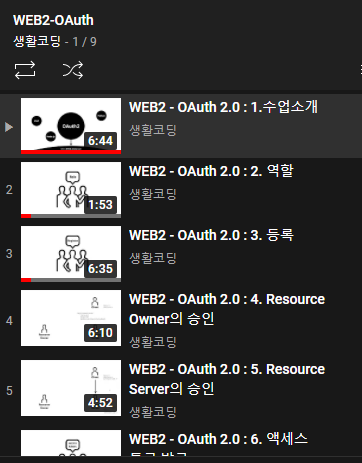 WEB2-OAuth
생활코딩 - 1 / 9
OAuth2
6:44
WEB2 - OAuth 2.0 : 1.수업소개
생활코딩
2
1:53
WEB2 - OAuth 2.0 : 2. 역할
생활코딩
3
6:35
WEB2 - OAuth 2.0 : 3. 등록
생활코딩
4
6:10
WEB2 - OAuth 2.0 : 4. Resource
Owner의 승인
생활코딩
5
4:52
WEB2 - OAuth 2.0 : 5. Resource
Server의 승인
생활코딩
WEB2 - OAuth 2.0 : 6. 액세스